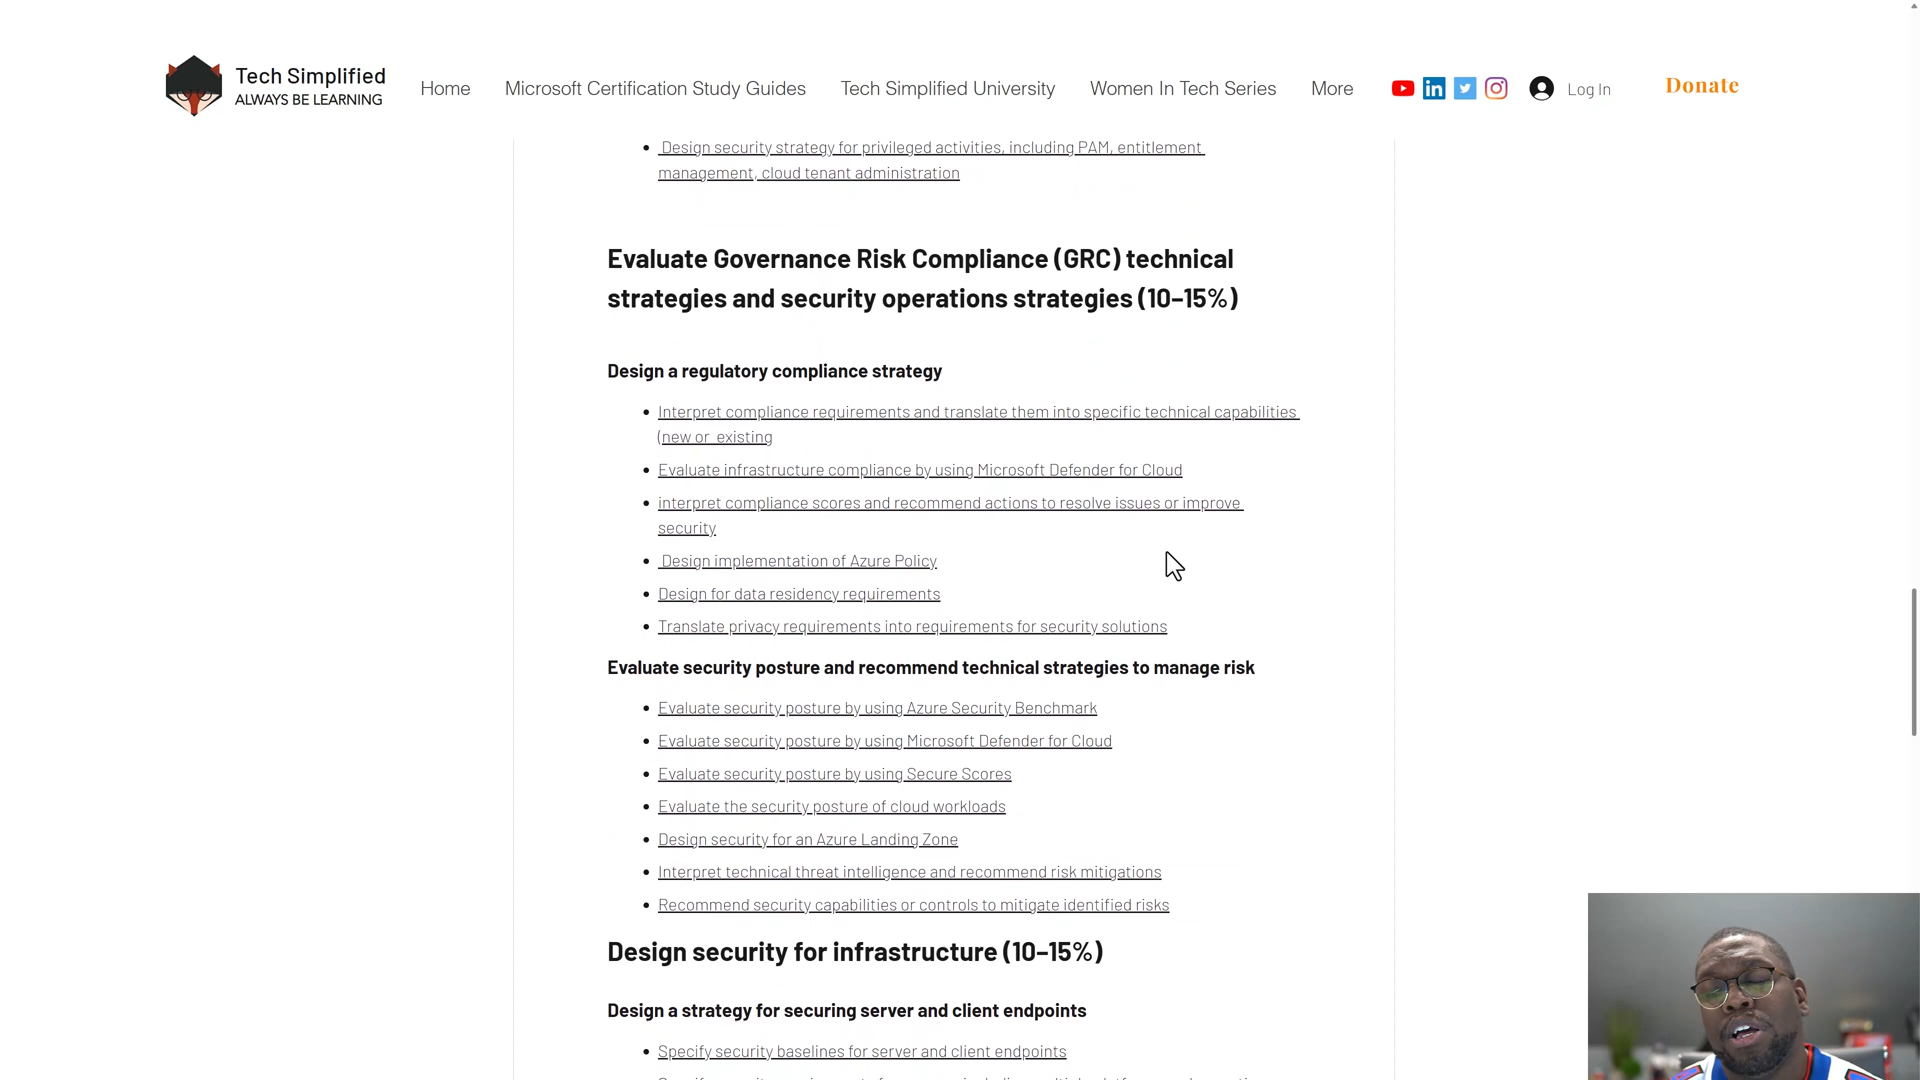 Tech Simplified
ALWAYS BE LEARNING
Home
Microsoft Certification Study Guides
Tech Simplified University
Women In Tech Series
More
Log In
Donate
Design security strategy for privileged activities, including PAM, entitlement
management, cloud tenant administration
Evaluate Governance Risk Compliance (GRC) technical
strategies and security operations strategies (10–15%)
Design a regulatory compliance strategy
Interpret compliance requirements and translate them into specific technical capabilities
(new or existing
Evaluate infrastructure compliance by using Microsoft Defender for Cloud
interpret compliance scores and recommend actions to resolve issues or improve
security
Design implementation of Azure Policy
Design for data residency requirements
Translate privacy requirements into requirements for security solutions
Evaluate security posture and recommend technical strategies to manage risk
Evaluate security posture by using Azure Security Benchmark
Evaluate security posture by using Microsoft Defender for Cloud
Evaluate security posture by using Secure Scores
Evaluate the security posture of cloud workloads
Design security for an Azure Landing Zone
Interpret technical threat intelligence and recommend risk mitigations
Recommend security capabilities or controls to mitigate identified risks
Design security for infrastructure (10–15%)
Design a strategy for securing server and client endpoints
Specify security baselines for server and client endpoints